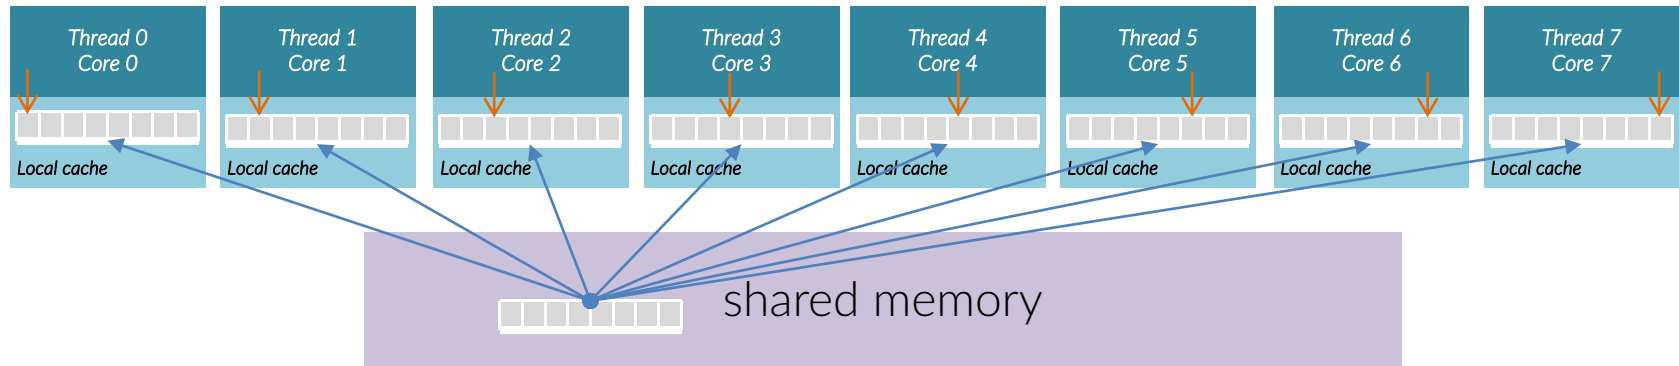 Thread 0
Core 0
Thread 1
Core 1
Thread 2
Core 2
Thread 3
Core 3
Thread 4
Core 4
Thread 5
Core 5
Thread 6
Core 6
Thread 7
Core 7
Local cache
Local cache
Local cache
Local cache
Local cache
Local cache
Local cache
Local cache
shared memory